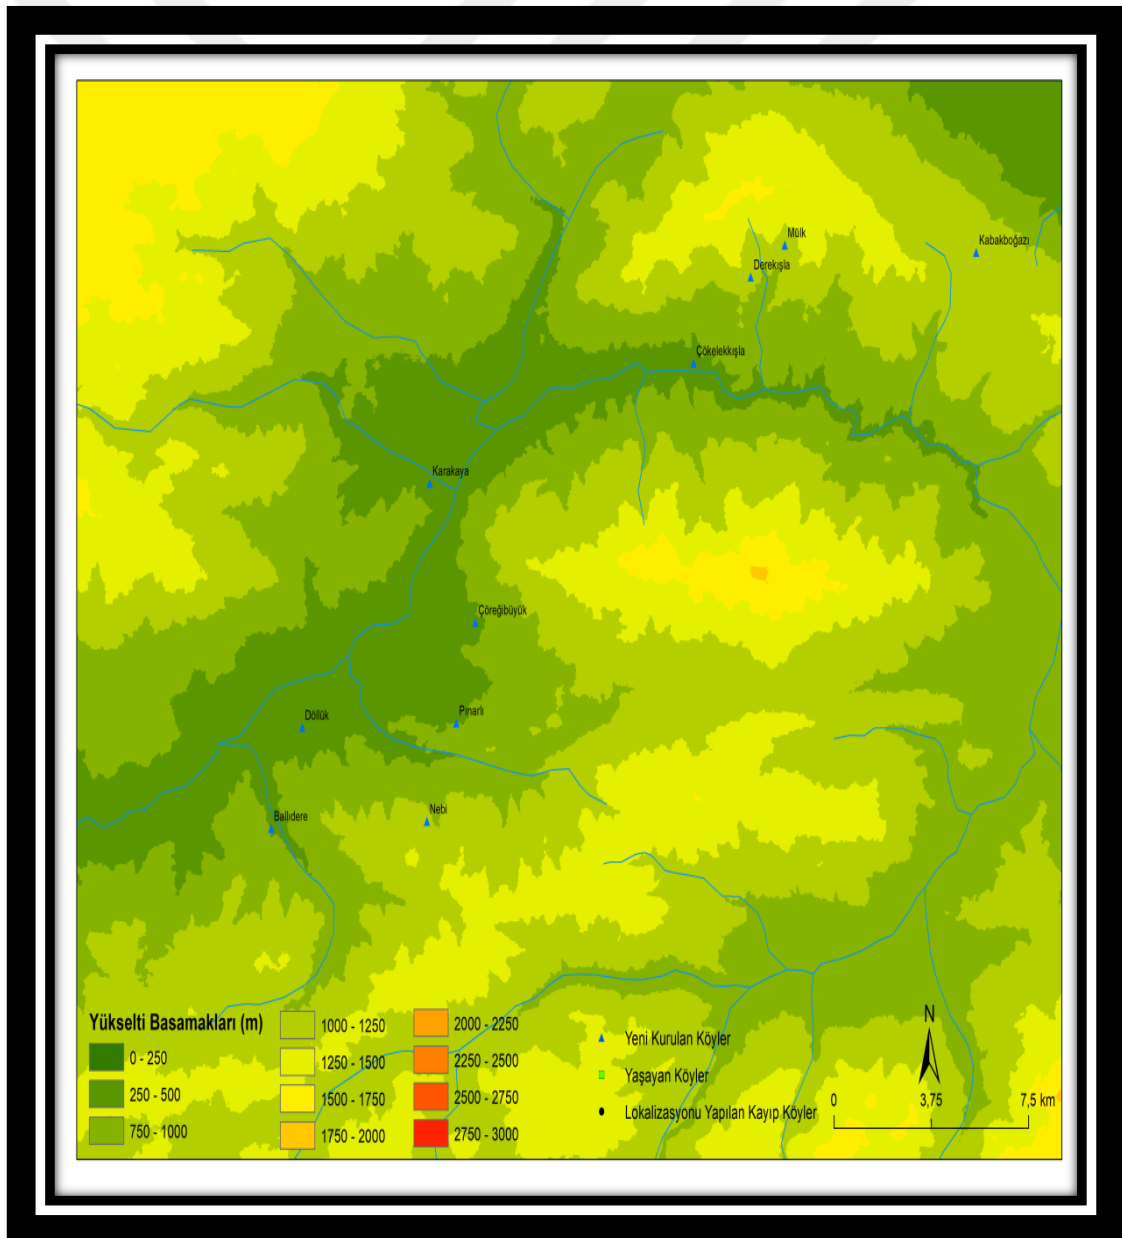 Mülk
Kabakboğazı
Derekışla
Çökelekkışla
Karakaya
Çöreğibüyük
Pınarlı
Döllük
Nebi
Ballıdere
Yükselti Basamakları (m)
0 - 250
250 - 500
750 - 1000
1000 - 1250
1250 - 1500
1500 - 1750
1750 - 2000
2000 - 2250
2250 - 2500
2500 - 2750
2750 - 3000
Yeni Kurulan Köyler
Yaşayan Köyler
Lokalizasyonu Yapılan Kayıp Köyler
N
0 3,75 7,5 km